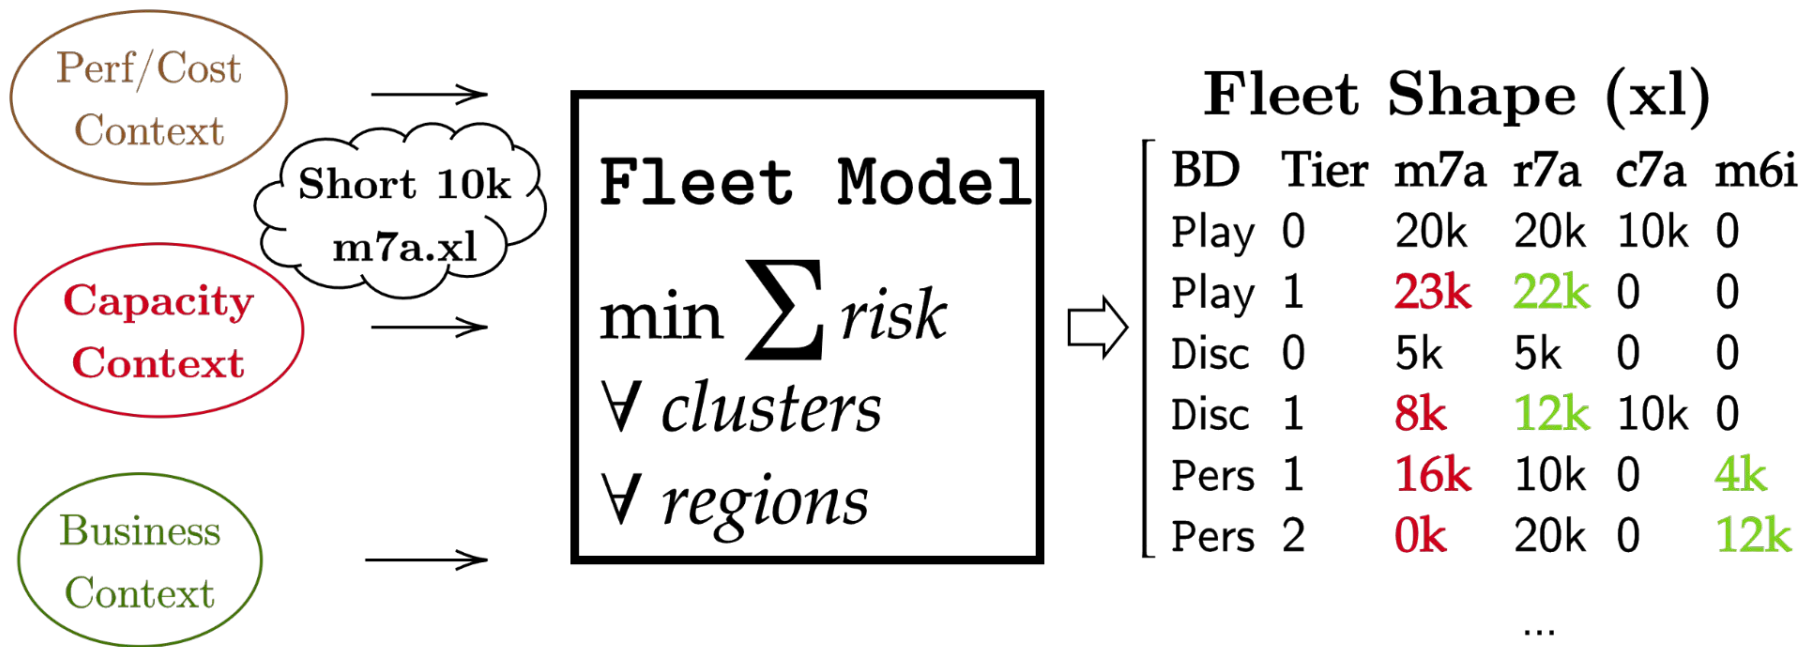 Perf/Cost
Context
Short 10k
m7a.xl
Capacity
Context
Business
Context
Fleet Model
min ∑ risk
∀ clusters
∀ regions
Fleet Shape (xl)
BD Tier m7a r7a c7a m6i
Play 0 20k 20k 10k 0
Play 1 23k 22k 0 0
Disc 0 5k 5k 0 0
Disc 1 8k 12k 10k 0
Pers 1 16k 10k 0 4k
Pers 2 0k 20k 0 12k
...